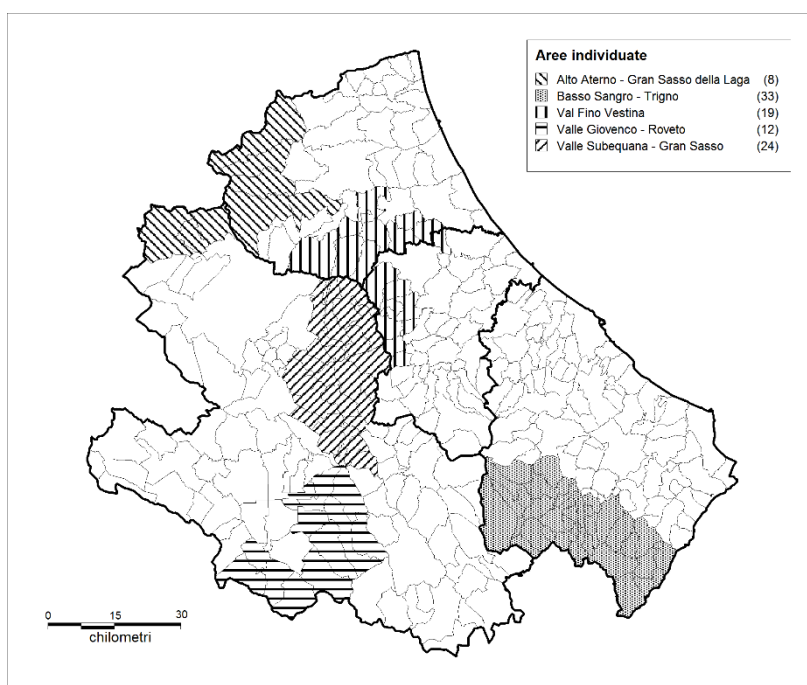 Aree individuate
Alto Aterno - Gran Sasso della Laga (8)
Basso Sangro - Trigno (33)
Val Fino Vestina (19)
Valle Giovenco - Roveto (12)
Valle Subequana - Gran Sasso (24)
0 15 30
chilometri